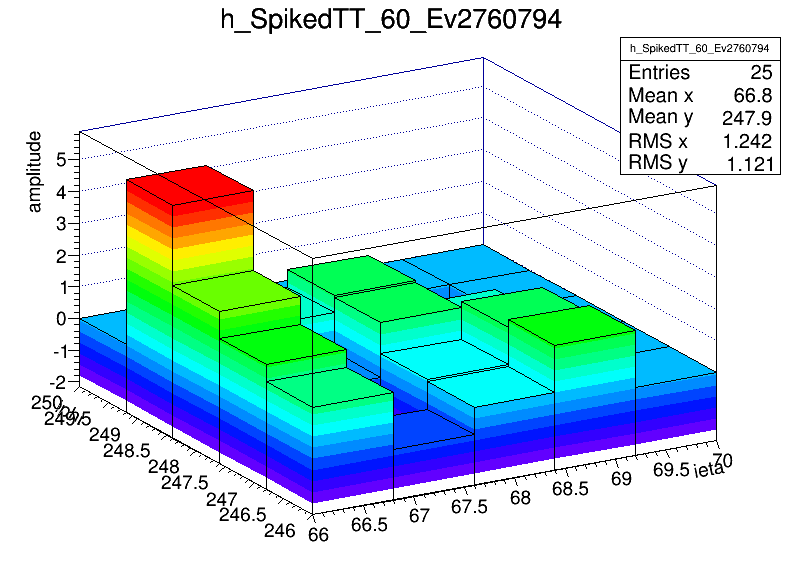 h_SpikedTT_60_Ev2760794
h_SpikedTT_60_Ev2760794
Entries 25
Mean x 66.8
Mean y 247.9
RMS x 1.242
RMS y 1.121
amplitude
5
4
3
2
1
0
-1
-2
250
249.5
249
248.5
248
247.5
247
246.5
246
66
66.5
67
67.5
68
68.5
69
69.5
70
ieta